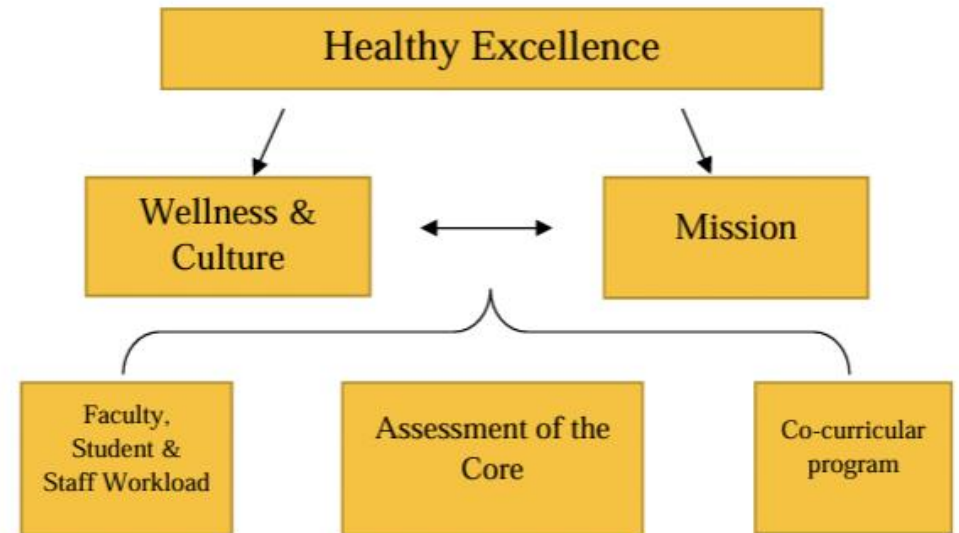 Healthy Excellence
Wellness &
Culture
Mission
Faculty,
Student &
Staff Workload
Assessment of the
Core
Co-curricular
program